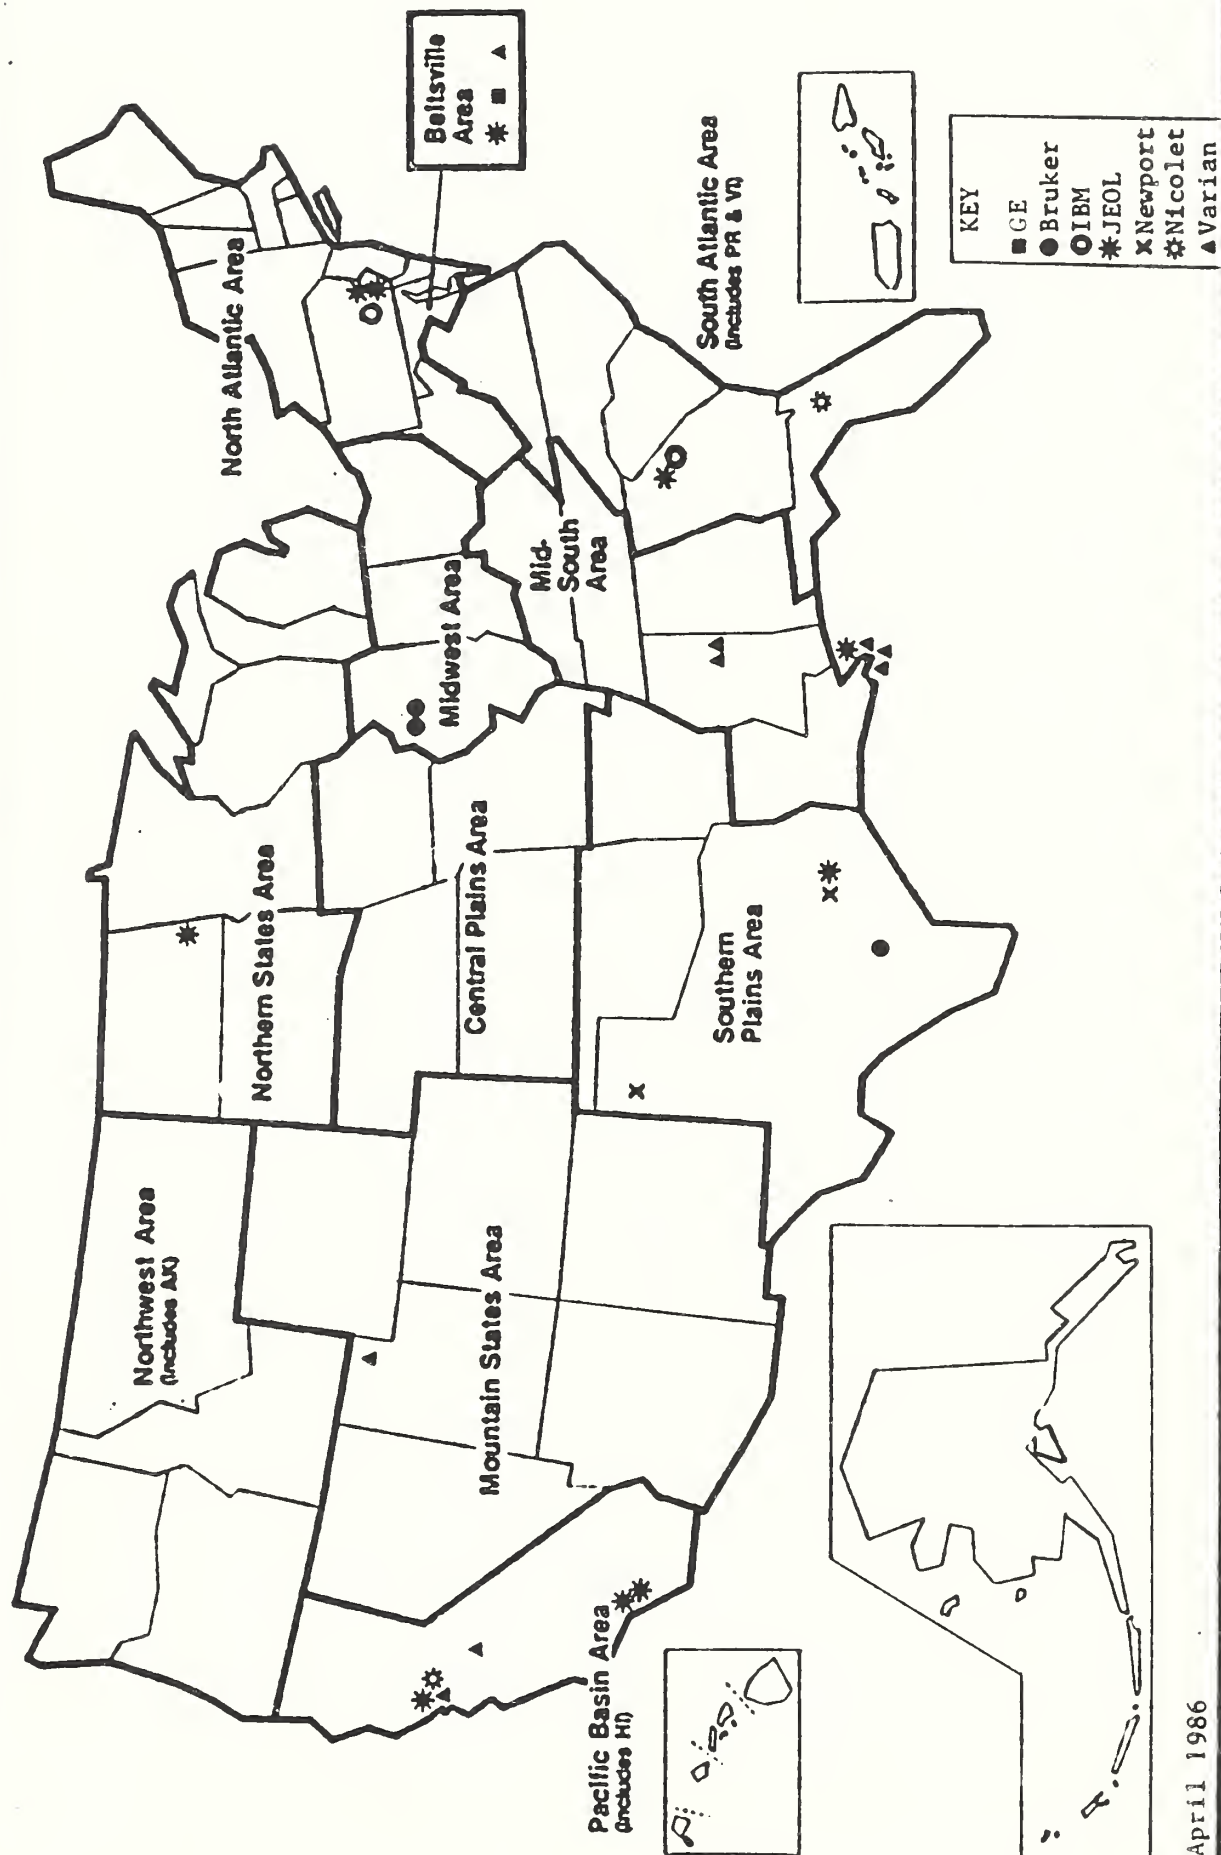 Northwest Area
(Includes AK)
Northern States Area
North Atlantic Area
Beltsville
Area
Midwest Area
Central Plains Area
Mid-
South
Area
South Atlantic Area
(Includes PR & VI)
Mountain States Area
Southern
Plains Area
Pacific Basin Area
(Includes HI)
KEY
■ GE
● Bruker
O IBM
✳ JEOL
x Newport
✡ Nicolet
▲ Varian
April 1986